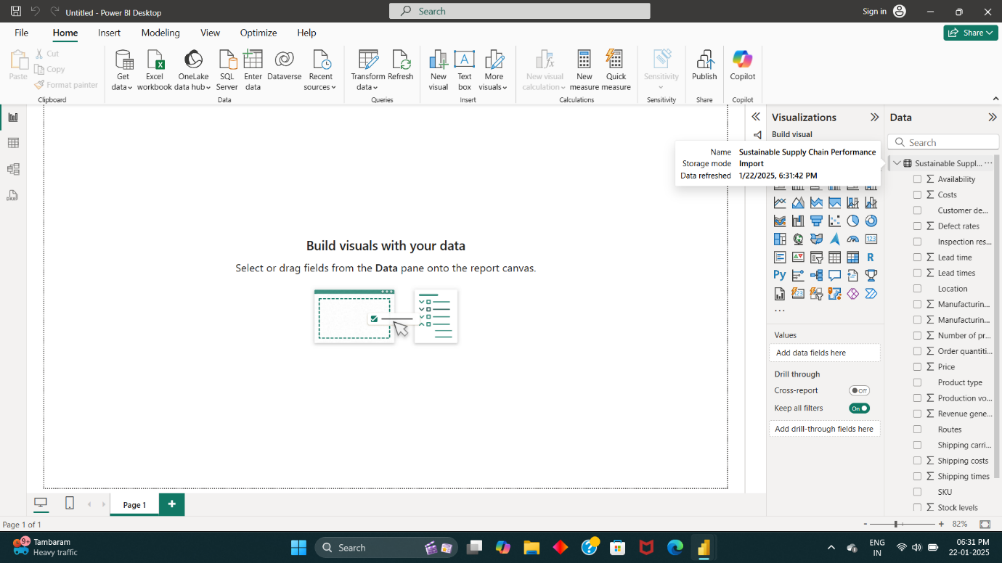 Untitled - Power BI Desktop
Search
Sign in
File
Home
Insert
Modeling
View
Optimize
Help
Share
Paste
Cut
Copy
Format painter
Clipboard
Get data
Excel workbook
OneLake data hub
SQL Server
Enter data
Dataverse
Recent sources
Data
Transform data
Refresh
Queries
New visual
Text box
More visuals
Insert
New visual calculation
New measure
Quick measure
Calculations
Sensitivity
Sensitivity
Publish
Share
Copilot
Copilot
Build visuals with your data
Select or drag fields from the Data pane onto the report canvas.
Visualizations
Build visual
Name Sustainable Supply Chain Performance
Storage mode Import
Data refreshed 1/22/2025, 6:31:42 PM
R
Py
123
...
Values
Add data fields here
Drill through
Cross-report
Off
Keep all filters
On
Add drill-through fields here
Data
Search
Sustainable Suppl...
Availability
Costs
Customer de...
Defect rates
Inspection res...
Lead time
Lead times
Location
Manufacturin...
Manufacturin...
Number of pr...
Order quantiti...
Price
Product type
Production vo...
Revenue gene...
Routes
Shipping carri...
Shipping costs
Shipping times
SKU
Stock levels
Page 1
Page 1 of 1
82%
9+
Tambaram
Heavy traffic
Search
ENG
IN
06:31 PM
22-01-2025